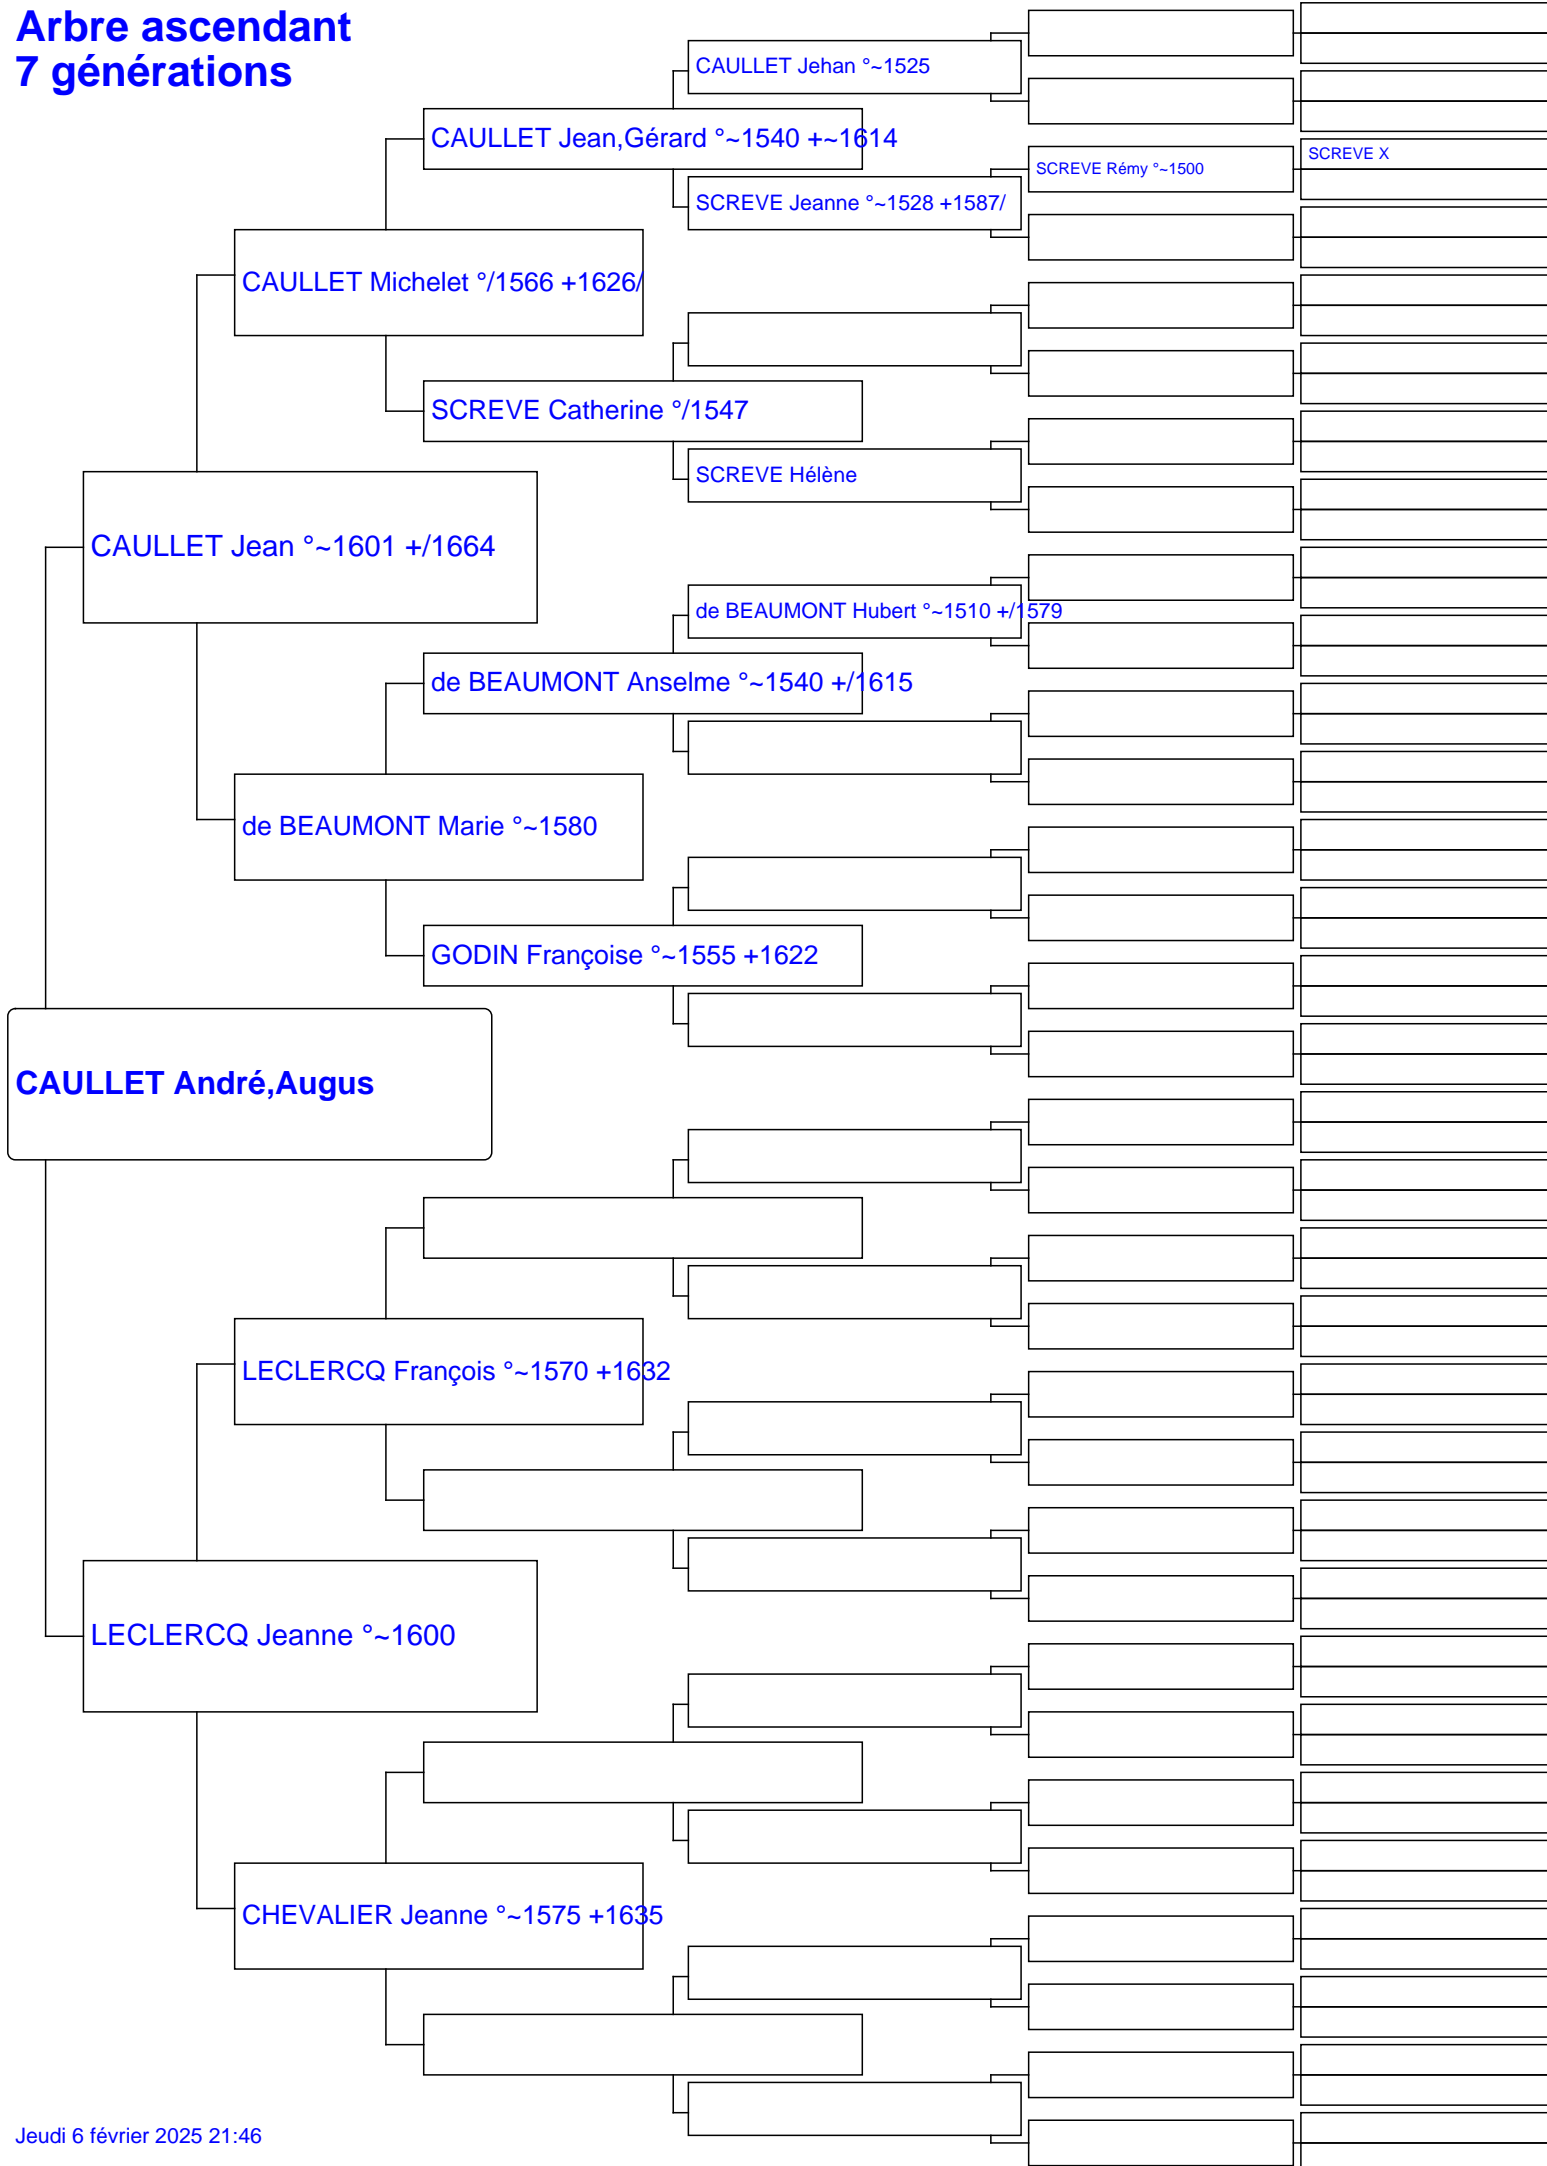 Arbre ascendant
7 générations
CAULLET Jehan °~1525
CAULLET Jean,Gérard °~1540 +~1614
SCREVE X
SCREVE Rémy °~1500
SCREVE Jeanne °~1528 +1587/
CAULLET Michelet °/1566 +1626/
SCREVE Catherine °/1547
SCREVE Hélène
CAULLET Jean °~1601 +/1664
de BEAUMONT Hubert °~1510 +/1579
de BEAUMONT Anselme °~1540 +/1615
de BEAUMONT Marie °~1580
GODIN Françoise °~1555 +1622
CAULLET André,Augus
LECLERCQ François °~1570 +1632
LECLERCQ Jeanne °~1600
CHEVALIER Jeanne °~1575 +1635
Jeudi 6 février 2025 21:46